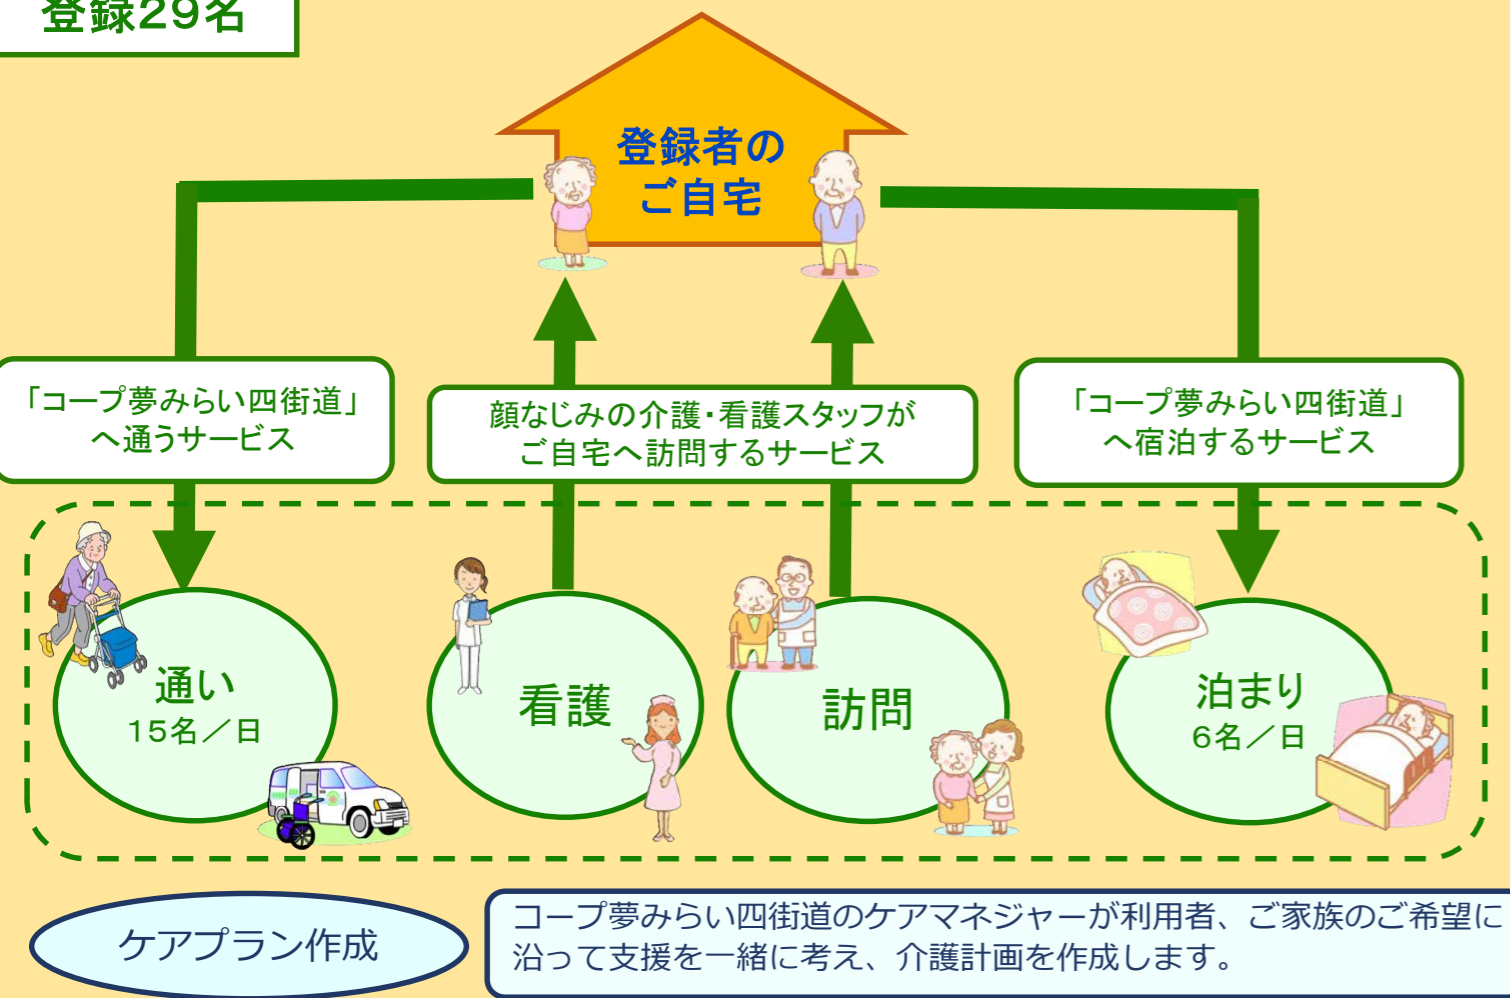 登録29名
登録者の
ご自宅
「コープ夢みらい四街道」
へ通うサービス
顔なじみの介護・看護スタッフが
ご自宅へ訪問するサービス
「コープ夢みらい四街道」
へ宿泊するサービス
通い
15名／日
看護
訪問
泊まり
6名／日
ケアプラン作成
コープ夢みらい四街道のケアマネジャーが利用者、ご家族のご希望に
沿って支援を一緒に考え、介護計画を作成します。